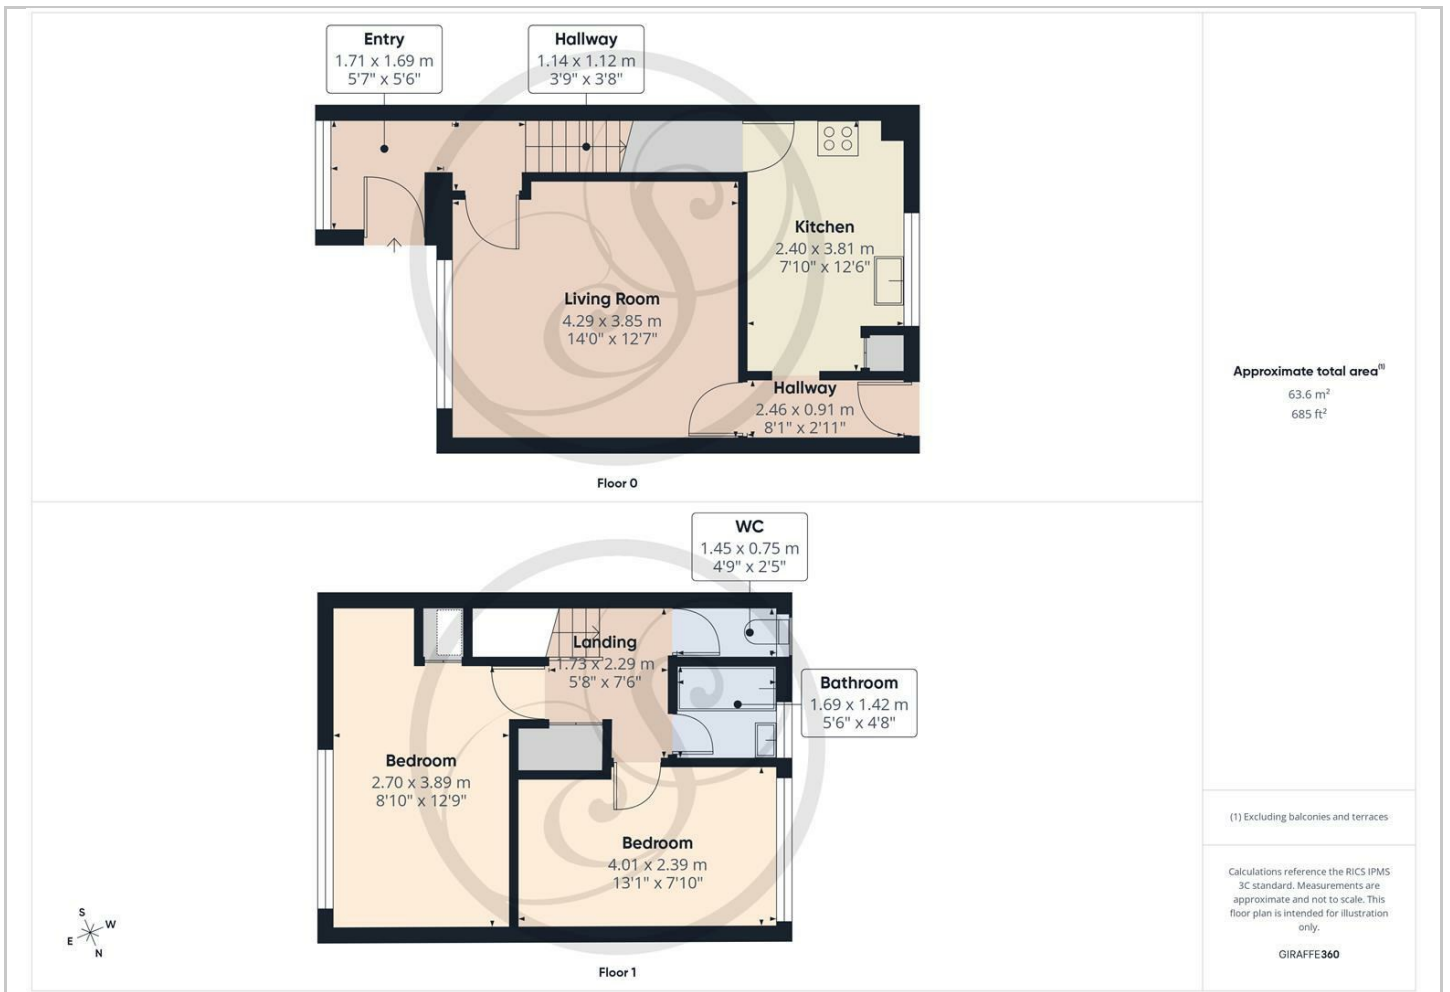 Entry
1.71 x 1.69 m
5'7" x 5'6"
Hallway
1.14 x 1.12 m
3'9" x 3'8"
Kitchen
2.40 x 3.81 m
7'10" x 12'6"
Living Room
4.29 x 3.85 m
14'0" x 12'7"
Hallway
2.46 x 0.91 m
8'1" x 2'11"
Floor 0
Approximate total area(1)
63.6 m²
685 ft²
WC
1.45 x 0.75 m
4'9" x 2'5"
Landing
1.73 x 2.29 m
5'8" x 7'6"
Bathroom
1.69 x 1.42 m
5'6" x 4'8"
Bedroom
2.70 x 3.89 m
8'10" x 12'9"
Bedroom
4.01 x 2.39 m
13'1" x 7'10"
S
W
E
N
Floor 1
(1) Excluding balconies and terraces
Calculations reference the RICS IPMS
3C standard. Measurements are
approximate and not to scale. This
floor plan is intended for illustration
only.
GIRAFFE360